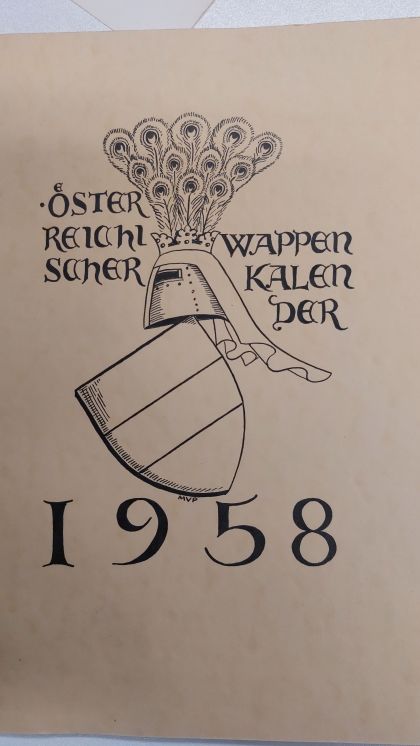 ·ÖSTER
REICHI
SCHER
WAPPEN
KALEN
DER
MVP
1958